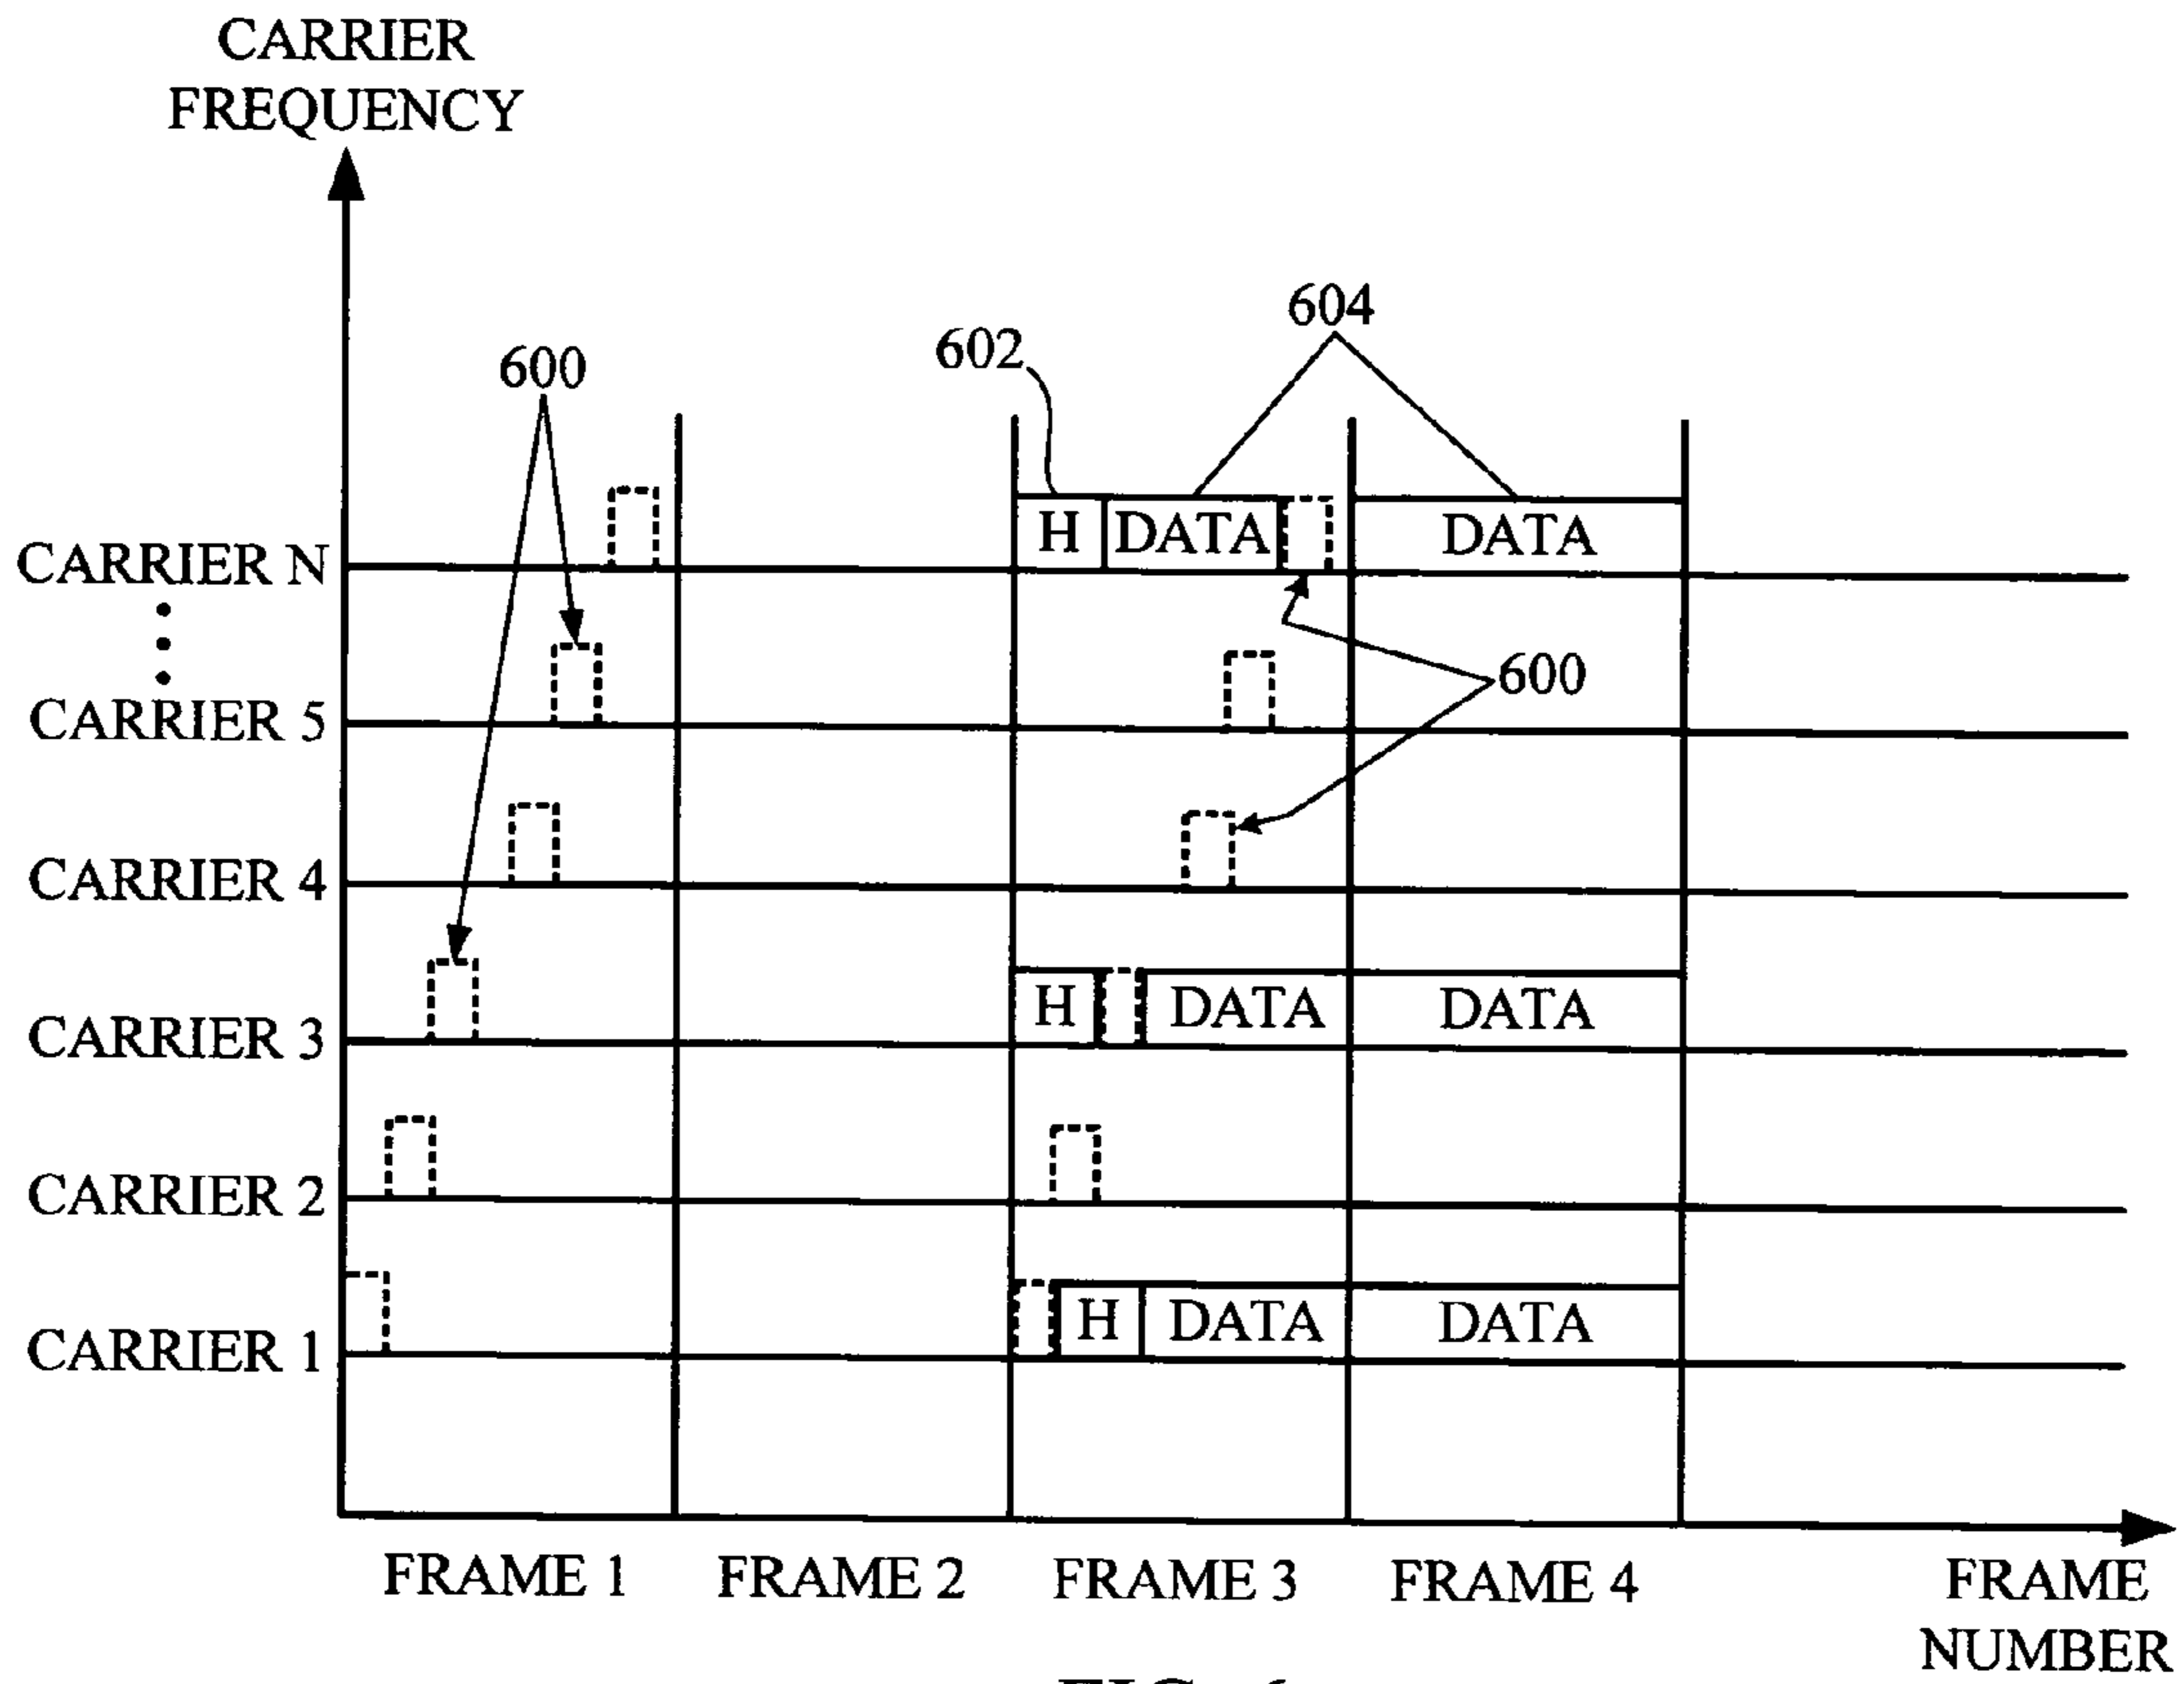 CARRIER
FREQUENCY
604
602
600
H DATA DATA
CARRIER N
600
CARRIER 5
CARRIER 4
H DATA DATA
CARRIER 3
CARRIER 2
H DATA DATA
CARRIER 1
FRAME 1 FRAME 2 FRAME 3 FRAME 4 FRAME
NUMBER